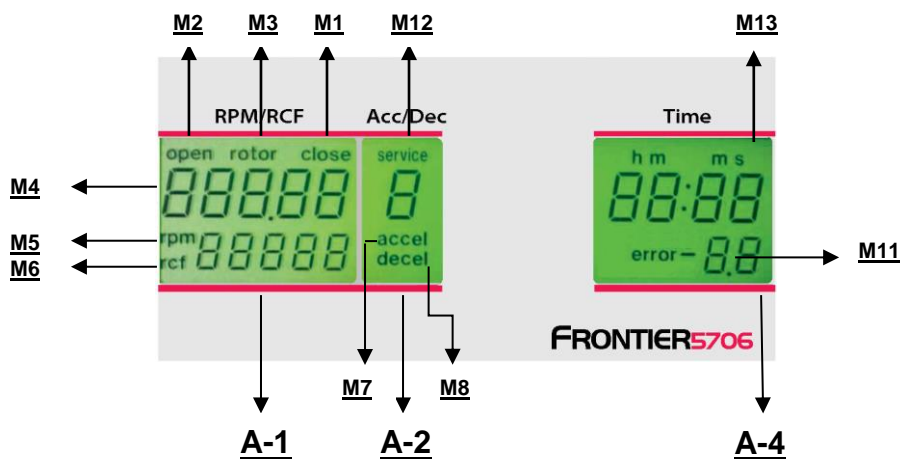 M2 M3 M1 M12 M13
RPM/RCF Acc/Dec Time
open rotor close service h m m s
M4 888.88 8 88:88
M5 rpm 88888 accel error - 8.8 M11
M6 rcf decel
FRONTIER5706
M7 M8
A-1 A-2 A-4